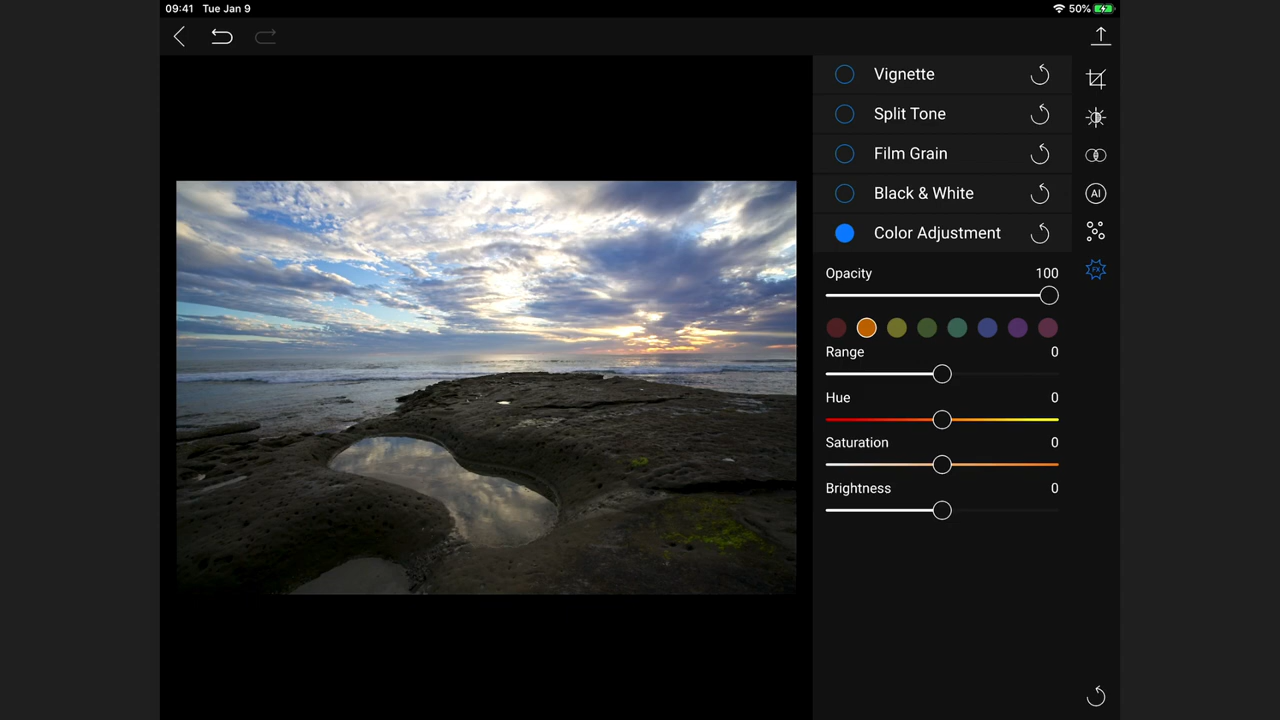 09:41 Tue Jan 9
50%
Vignette
Split Tone
Film Grain
Black & White
AI
Color Adjustment
FX
Opacity 100
Range 0
Hue 0
Saturation 0
Brightness 0